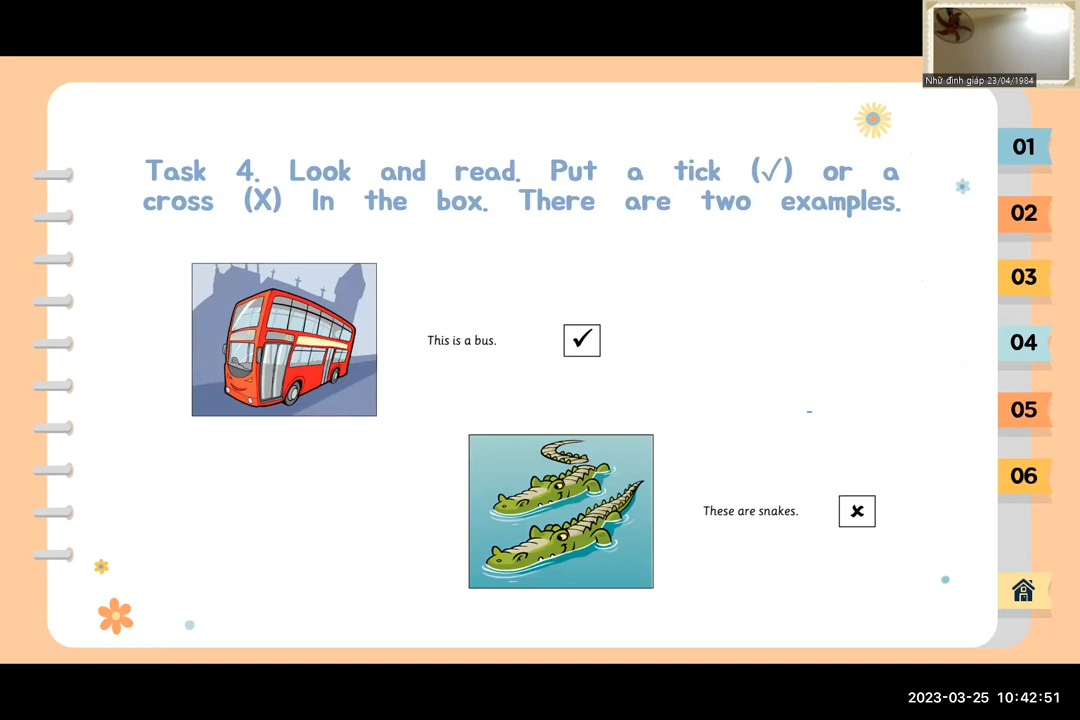 Nhữ đình giáp 23/04/1984
Task 4. Look and read. Put a tick (✓) or a
cross (X) In the box. There are two examples.
This is a bus. ✓
These are snakes. ✗
01
02
03
04
05
06
2023-03-25 10:42:51